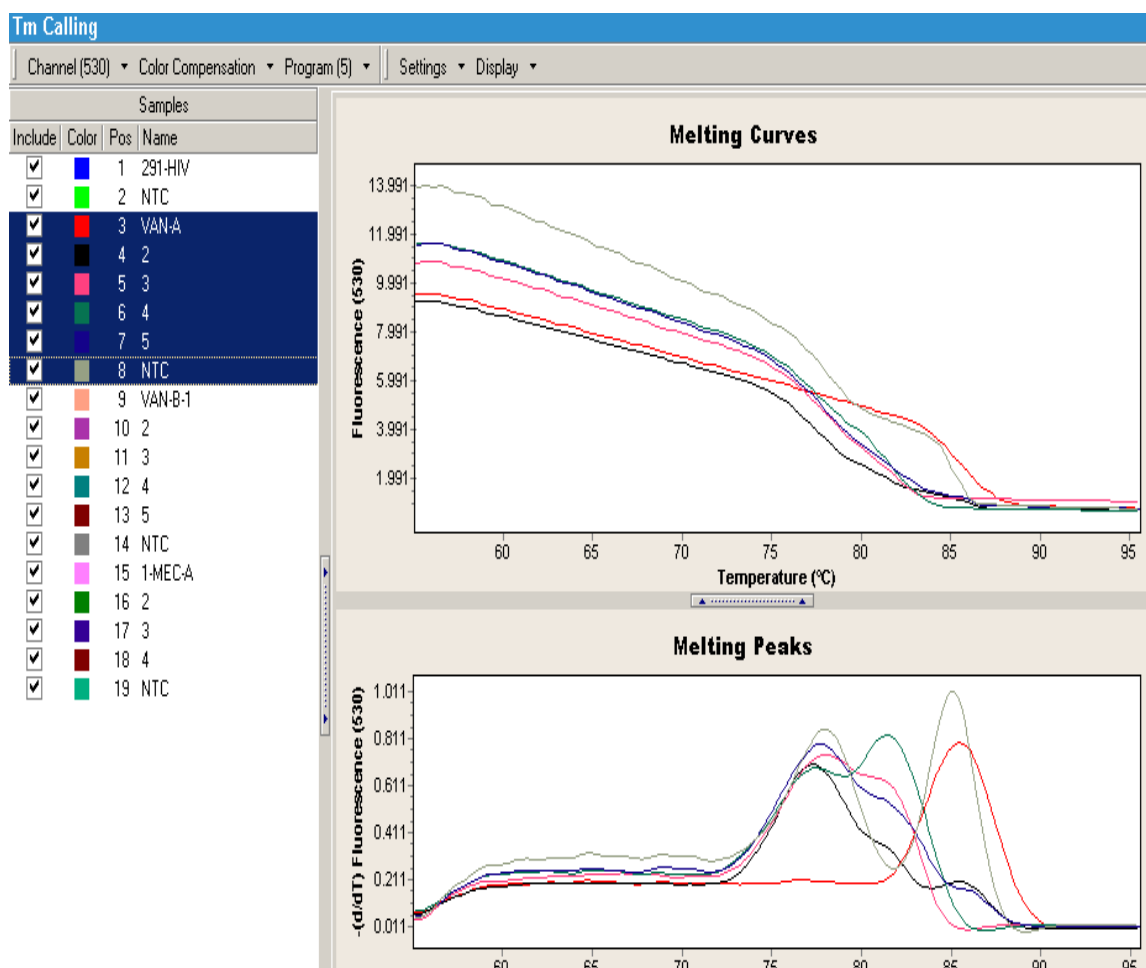 Tm Calling
Channel (530) Color Compensation Program (5) Settings Display
Samples
Include Color Pos Name
1 291-HIV
2 NTC
3 VAN-A
4 2
5 3
6 4
7 5
8 NTC
9 VAN-B-1
10 2
11 3
12 4
13 5
14 NTC
15 1-MEC-A
16 2
17 3
18 4
19 NTC
Melting Curves
Fluorescence (530)
13.991
11.991
9.991
7.991
5.991
3.991
1.991
60 65 70 75 80 85 90 95
Temperature (ºC)
Melting Peaks
-(d/dT) Fluorescence (530)
1.011
0.811
0.611
0.411
0.211
0.011
60 65 70 75 80 85 90 95